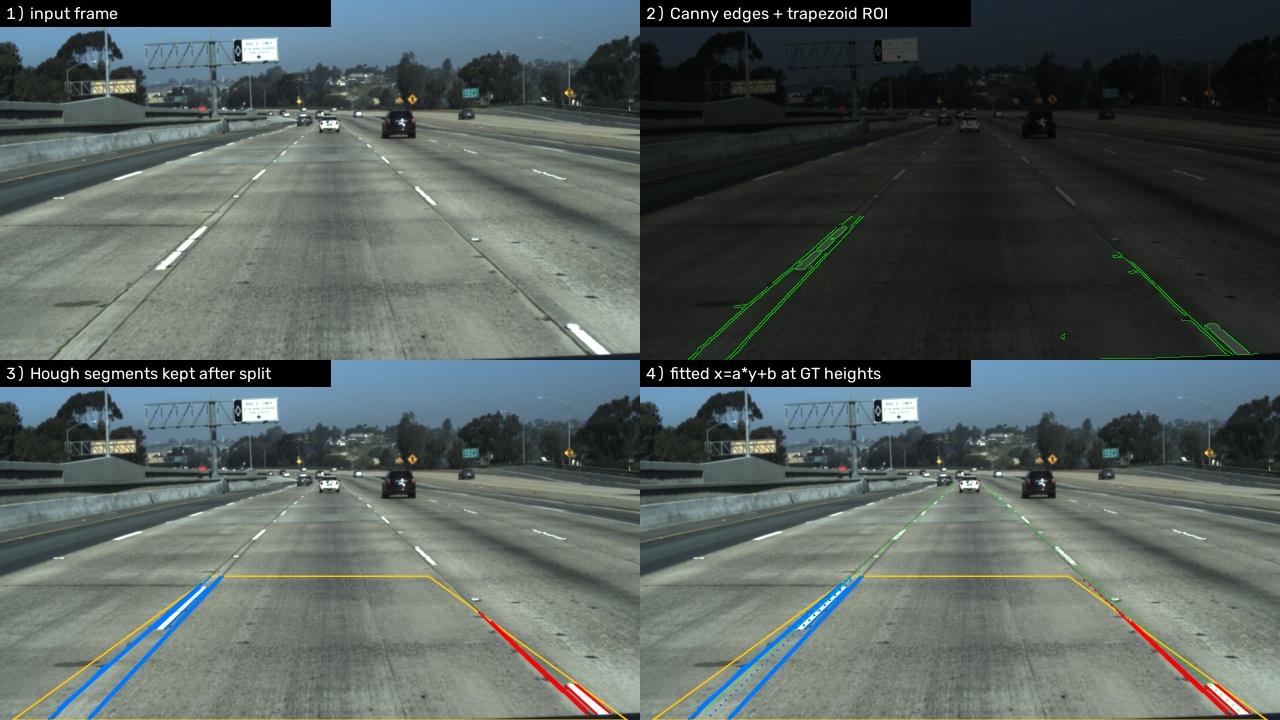 1) input frame
2) Canny edges + trapezoid ROI
3) Hough segments kept after split
4) fitted x=a*y+b at GT heights